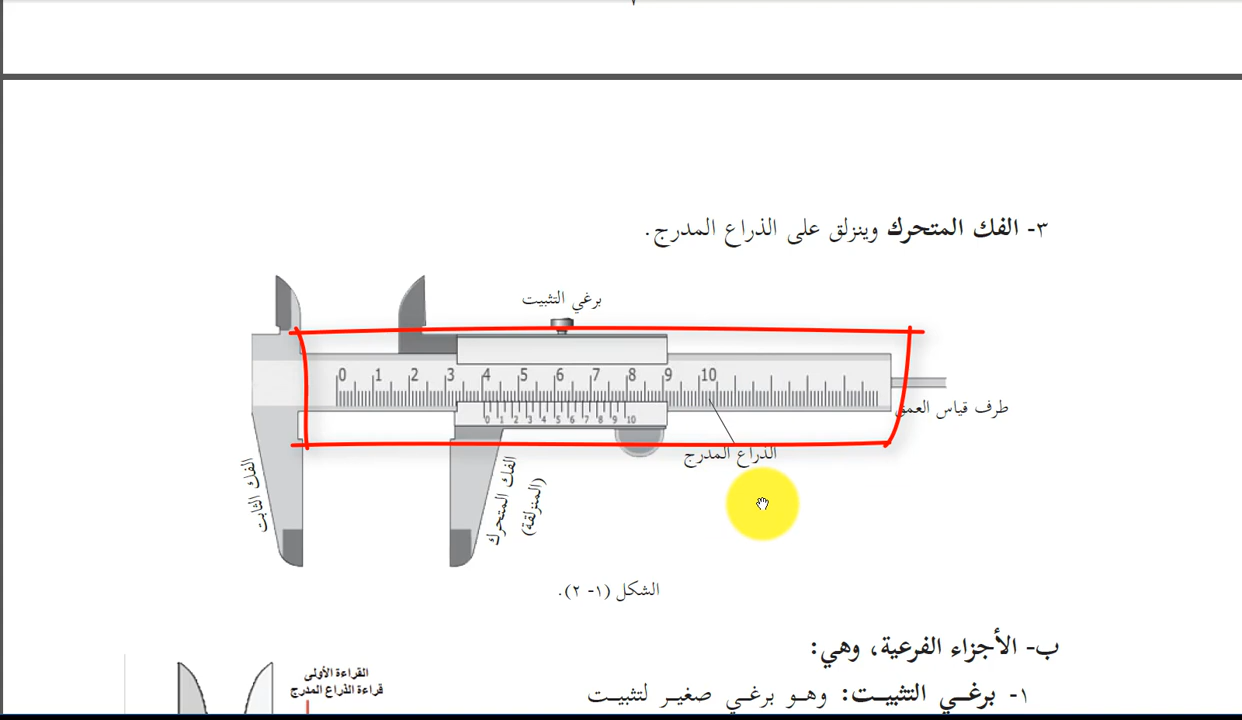 ٣- الفك المتحرك وينزلق على الذراع المدرج.
برغي التثبيت
0 1 2 3 4 5 6 7 8 9 10
طرف قياس العمق
0 1 2 3 4 5 6 7 8 9 10
الذراع المدرج
الفك الثابت
الفك المتحرك
(المنزلقة)
الشكل (١- ٢).
ب- الأجزاء الفرعية، وهي:
القراءة الأولى
قراءة الذراع المدرج
١- برغي التثبيت: وهو برغي صغير لتثبيت